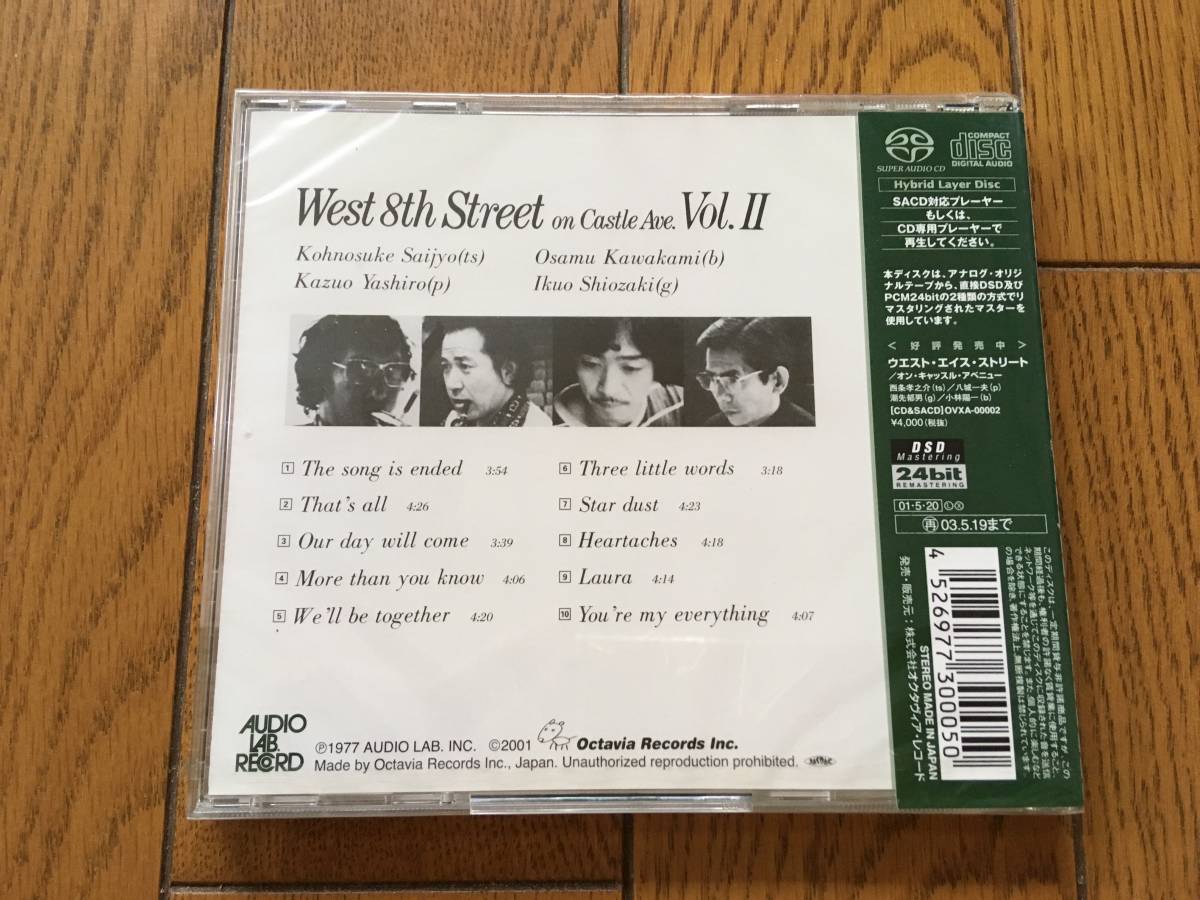 West 8th Street on Castle Ave. Vol. II
Kohnosuke Saijyo(ts)
Osamu Kawakami(b)
Kazuo Yashiro(p)
Ikuo Shiozaki(g)
1 The song is ended 3:54
2 That's all 4:26
3 Our day will come 3:39
4 More than you know 4:06
5 We'll be together 4:20
6 Three little words 3:18
7 Star dust 4:23
8 Heartaches 4:18
9 Laura 4:14
10 You're my everything 4:07
AUDIO
LAB.
RECORD
Ⓟ1977 AUDIO LAB. INC. ©2001 Octavia Records Inc.
Made by Octavia Records Inc., Japan. Unauthorized reproduction prohibited.
SUPER AUDIO CD
COMPACT
disc
DIGITAL AUDIO
Hybrid Layer Disc
SACD対応プレーヤー
もしくは、
CD専用プレーヤーで
再生してください。
本ディスクは、アナログ・オリジ
ナルテープから、直接DSD及び
PCM24bitの2種類の方式でリ
マスタリングされたマスターを
使用しています。
< 好評発売中 >
ウエスト・エイス・ストリート
/オン・キャッスル・アベニュー
西条孝之介(ts)/八城一夫(p)
潮先郁男(g)/小林陽一(b)
[CD&SACD]OVXA-00002
¥4,000(税抜)
DSD
Mastering
24bit
REMASTERING
01・5・20
再 03.5.19まで
4 526977 300050
STEREO MADE IN JAPAN
発売・販売元:株式会社オクタヴィア・レコード